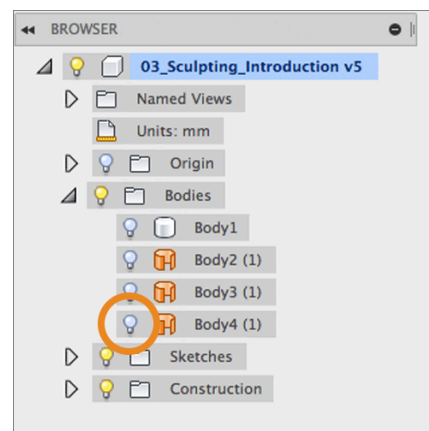 BROWSER
03_Sculpting_Introduction v5
Named Views
Units: mm
Origin
Bodies
Body1
Body2 (1)
Body3 (1)
Body4 (1)
Sketches
Construction